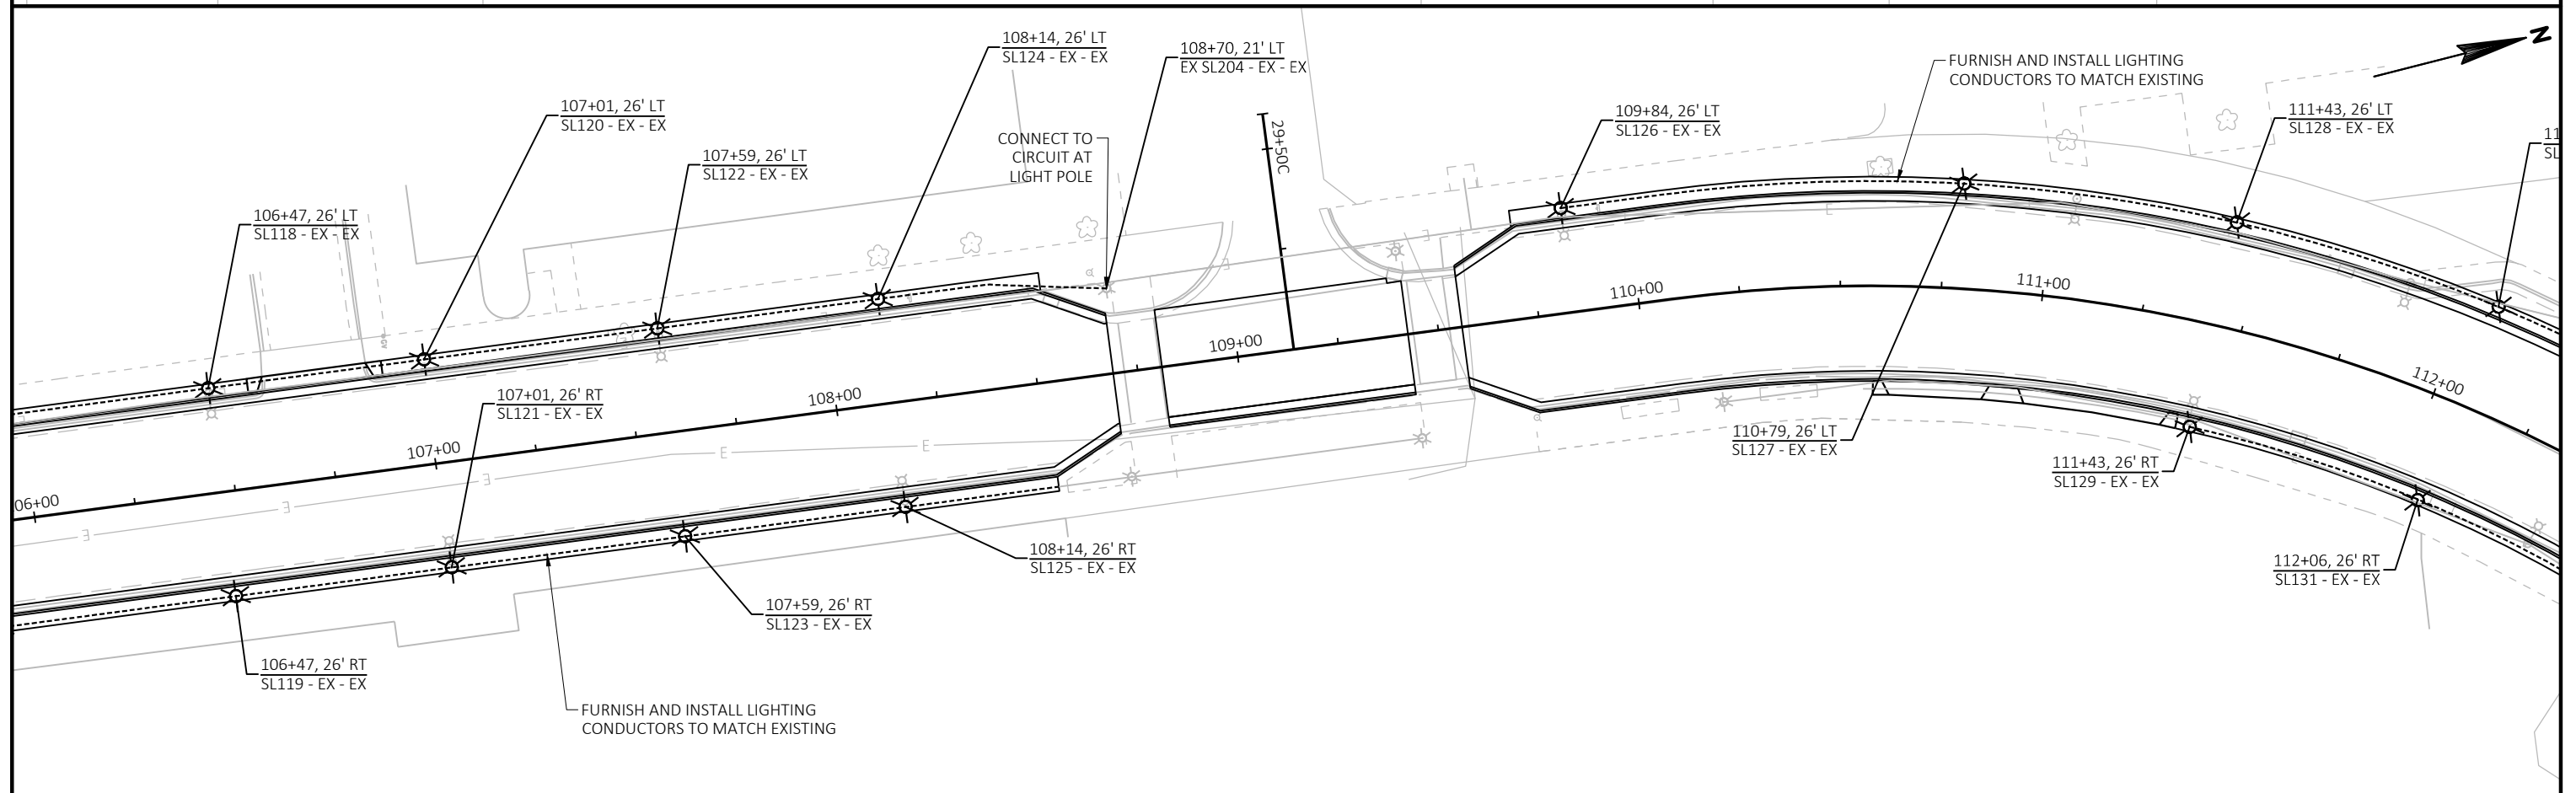 108+14, 26' LT
SL124 - EX - EX
108+70, 21' LT
EX SL204 - EX - EX
FURNISH AND INSTALL LIGHTING
CONDUCTORS TO MATCH EXISTING
N
107+01, 26' LT
SL120 - EX - EX
109+84, 26' LT
SL126 - EX - EX
111+43, 26' LT
SL128 - EX - EX
11
SL
CONNECT TO
CIRCUIT AT
LIGHT POLE
29+50C
107+59, 26' LT
SL122 - EX - EX
106+47, 26' LT
SL118 - EX - EX
E
E
E
E
110+00
111+00
109+00
112+00
108+00
107+00
06+00
107+01, 26' RT
SL121 - EX - EX
E
E
E
E
E
110+79, 26' LT
SL127 - EX - EX
111+43, 26' RT
SL129 - EX - EX
108+14, 26' RT
SL125 - EX - EX
112+06, 26' RT
SL131 - EX - EX
107+59, 26' RT
SL123 - EX - EX
106+47, 26' RT
SL119 - EX - EX
FURNISH AND INSTALL LIGHTING
CONDUCTORS TO MATCH EXISTING